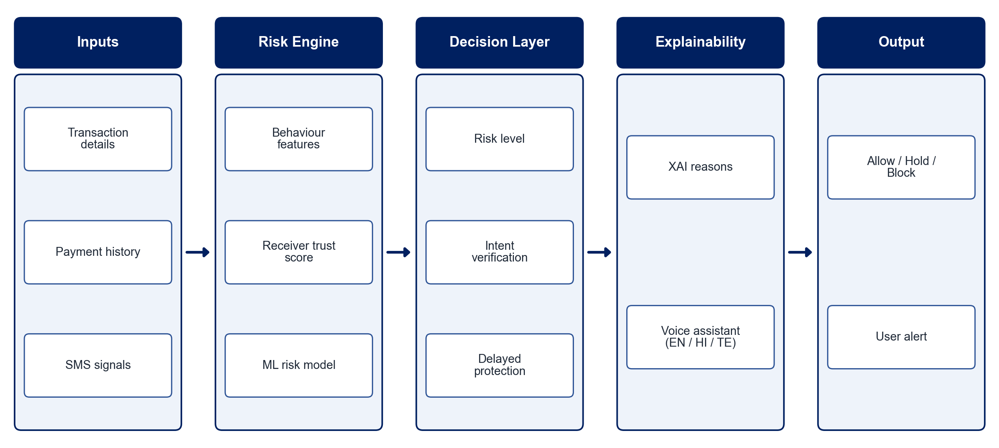 Inputs
Transaction
details
Payment history
SMS signals
Risk Engine
Behaviour
features
Receiver trust
score
ML risk model
Decision Layer
Risk level
Intent
verification
Delayed
protection
Explainability
XAI reasons
Voice assistant
(EN / HI / TE)
Output
Allow / Hold /
Block
User alert